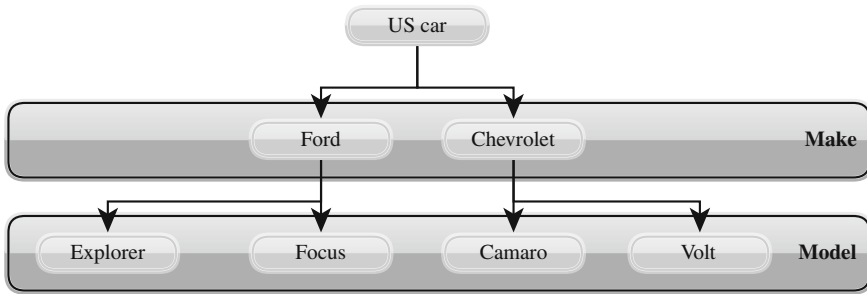 US car
Ford
Chevrolet
Make
Explorer
Focus
Camaro
Volt
Model